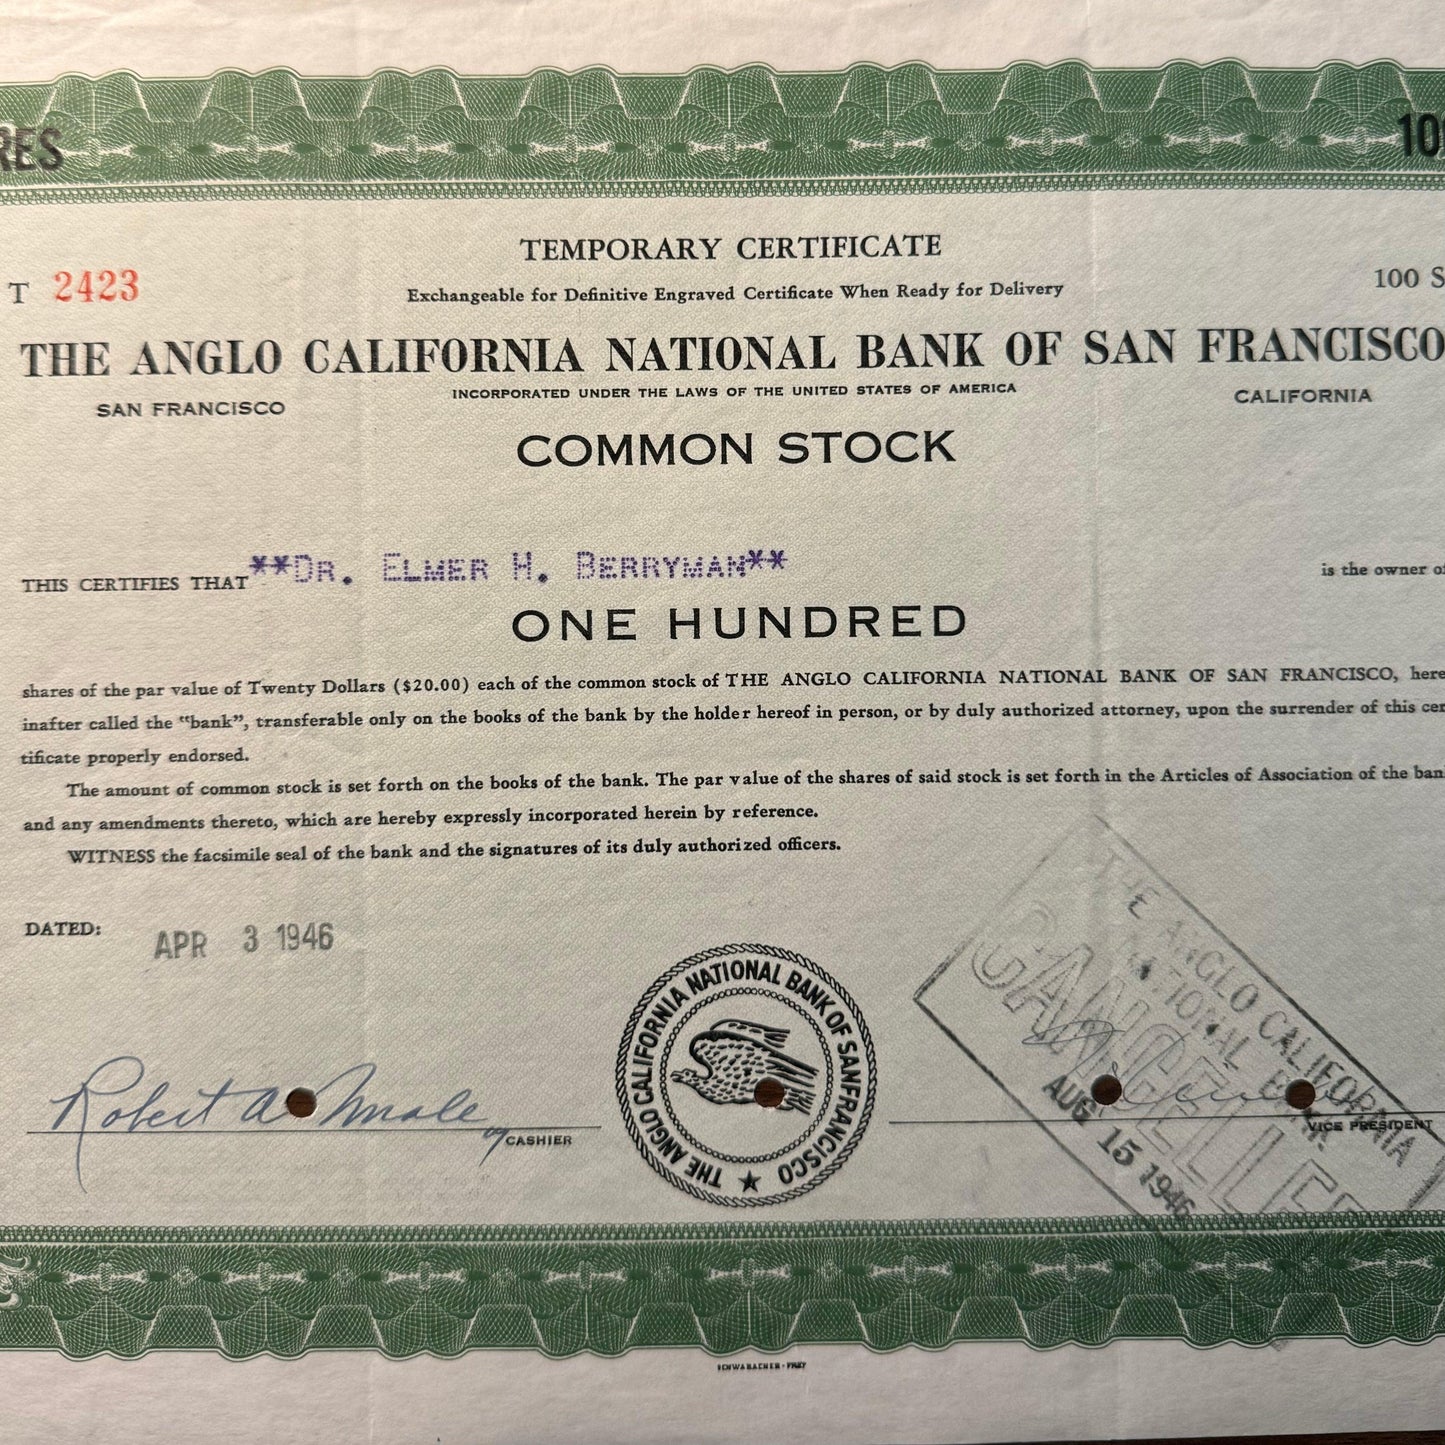 RES 10
TEMPORARY CERTIFICATE
T 2423 Exchangeable for Definitive Engraved Certificate When Ready for Delivery 100 S
THE ANGLO CALIFORNIA NATIONAL BANK OF SAN FRANCISCO
INCORPORATED UNDER THE LAWS OF THE UNITED STATES OF AMERICA
SAN FRANCISCO CALIFORNIA
COMMON STOCK
THIS CERTIFIES THAT **DR. ELMER H. BERRYMAN** is the owner of
ONE HUNDRED
shares of the par value of Twenty Dollars ($20.00) each of the common stock of THE ANGLO CALIFORNIA NATIONAL BANK OF SAN FRANCISCO, here
inafter called the "bank", transferable only on the books of the bank by the holder hereof in person, or by duly authorized attorney, upon the surrender of this cer
tificate properly endorsed.
The amount of common stock is set forth on the books of the bank. The par value of the shares of said stock is set forth in the Articles of Association of the ban
and any amendments thereto, which are hereby expressly incorporated herein by reference.
WITNESS the facsimile seal of the bank and the signatures of its duly authorized officers.
DATED: APR 3 1946
THE ANGLO CALIFORNIA NATIONAL BANK OF SAN FRANCISCO
THE ANGLO CALIFORNIA
NATIONAL BANK
CANCELLE
AUG 15 1946
Robert A.
CASHIER
VICE PRESIDENT
SCHWABACHER-FREY